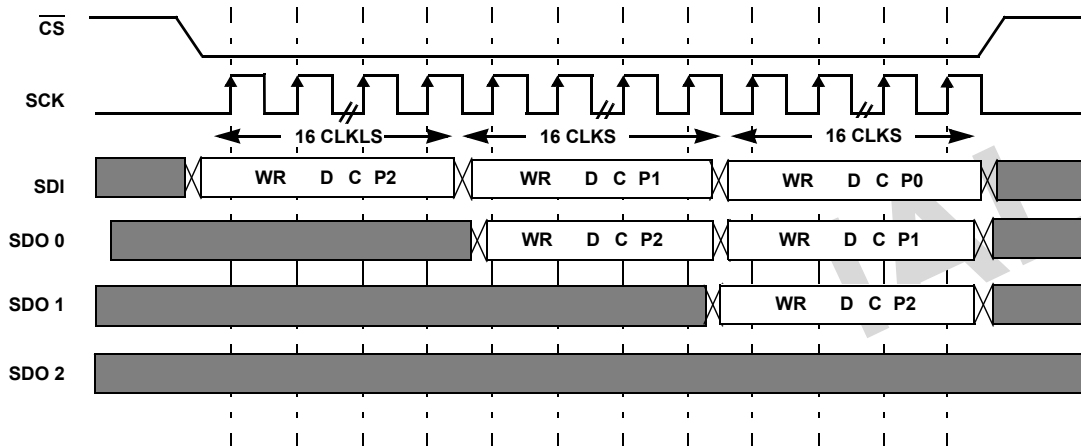 CS
SCK
16 CLKLS 16 CLKS 16 CLKS
SDI WR D C P2 WR D C P1 WR D C P0
SDO 0 WR D C P2 WR D C P1
SDO 1 WR D C P2
SDO 2